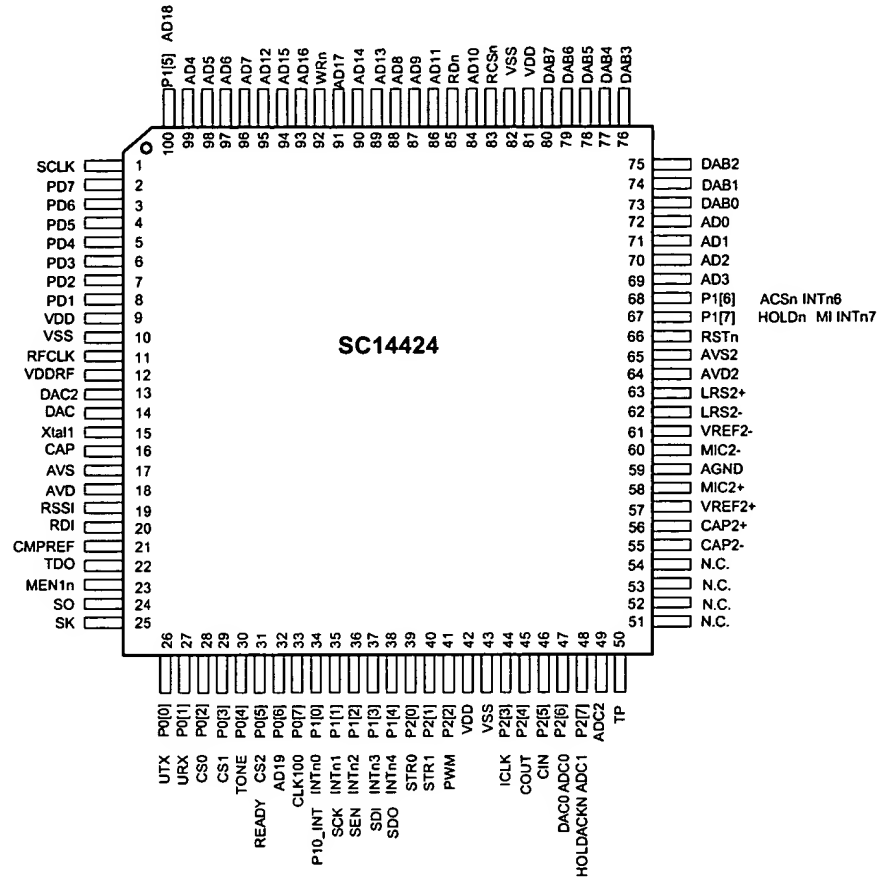 P1[5] AD18
AD4
AD5
AD6
AD7
AD12
AD15
AD16
WRn
AD17
AD14
AD13
AD8
AD9
AD11
RDn
AD10
RCSn
VSS
VDD
DAB7
DAB6
DAB5
DAB4
DAB3
100 99 98 97 96 95 94 93 92 91 90 89 88 87 86 85 84 83 82 81 80 79 78 77 76
SCLK 1
PD7 2
PD6 3
PD5 4
PD4 5
PD3 6
PD2 7
PD1 8
VDD 9
VSS 10
RFCLK 11
VDDRF 12
DAC2 13
DAC 14
Xtal1 15
CAP 16
AVS 17
AVD 18
RSSI 19
RDI 20
CMPREF 21
TDO 22
MEN1n 23
SO 24
SK 25
SC14424
75 DAB2
74 DAB1
73 DAB0
72 AD0
71 AD1
70 AD2
69 AD3
68 P1[6] ACSn INTn6
67 P1[7] HOLDn MI INTn7
66 RSTn
65 AVS2
64 AVD2
63 LRS2+
62 LRS2-
61 VREF2-
60 MIC2-
59 AGND
58 MIC2+
57 VREF2+
56 CAP2+
55 CAP2-
54 N.C.
53 N.C.
52 N.C.
51 N.C.
26 27 28 29 30 31 32 33 34 35 36 37 38 39 40 41 42 43 44 45 46 47 48 49 50
UTX P0[0]
URX P0[1]
CS0 P0[2]
CS1 P0[3]
TONE P0[4]
READY CS2 P0[5]
AD19 P0[6]
CLK100 P0[7]
P10_INT INTn0 P1[0]
SCK INTn1 P1[1]
SEN INTn2 P1[2]
SDI INTn3 P1[3]
SDO INTn4 P1[4]
STR0 P2[0]
STR1 P2[1]
PWM P2[2]
VDD
VSS
ICLK P2[3]
COUT P2[4]
CIN P2[5]
DAC0 ADC0 P2[6]
HOLDACKN ADC1 P2[7]
ADC2
TP